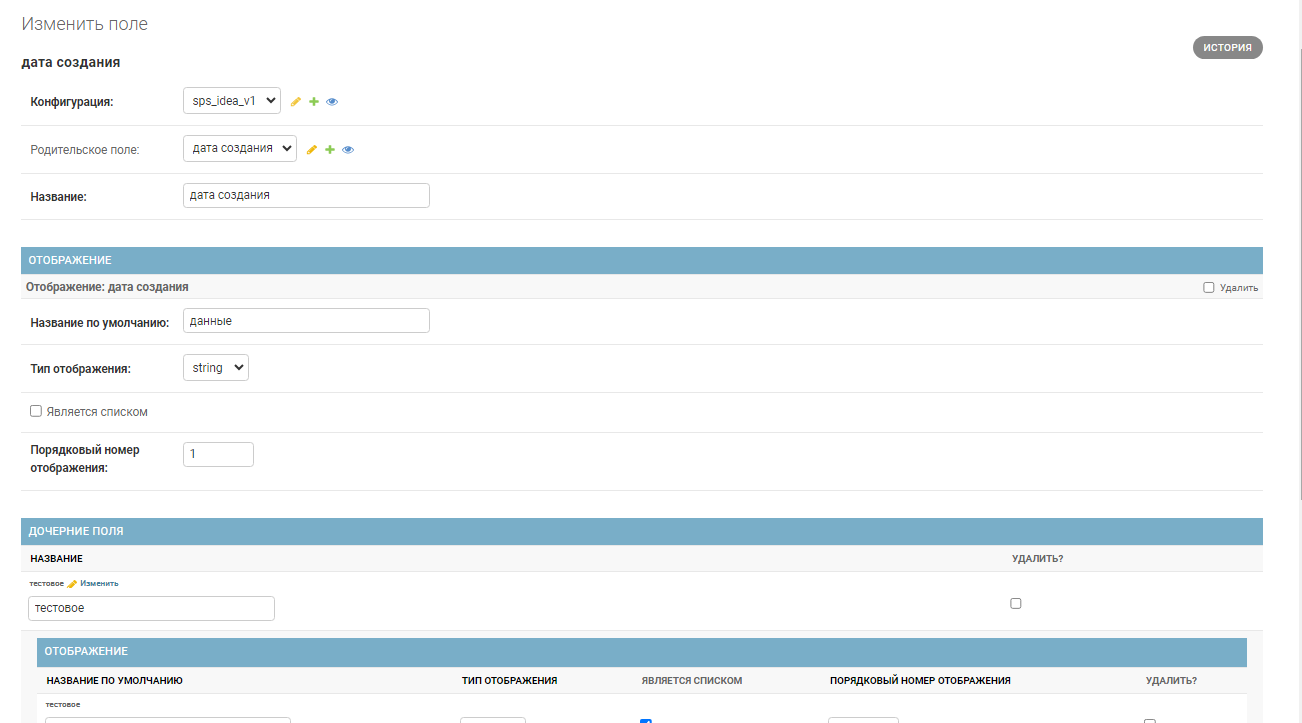 Изменить поле
ИСТОРИЯ
дата создания
Конфигурация: sps_idea_v1
Родительское поле: дата создания
Название: дата создания
ОТОБРАЖЕНИЕ
Отображение: дата создания Удалить
Название по умолчанию: данные
Тип отображения: string
Является списком
Порядковый номер отображения: 1
ДОЧЕРНИЕ ПОЛЯ
НАЗВАНИЕ УДАЛИТЬ?
тестовое Изменить
тестовое
ОТОБРАЖЕНИЕ
НАЗВАНИЕ ПО УМОЛЧАНИЮ ТИП ОТОБРАЖЕНИЯ ЯВЛЯЕТСЯ СПИСКОМ ПОРЯДКОВЫЙ НОМЕР ОТОБРАЖЕНИЯ УДАЛИТЬ?
тестовое